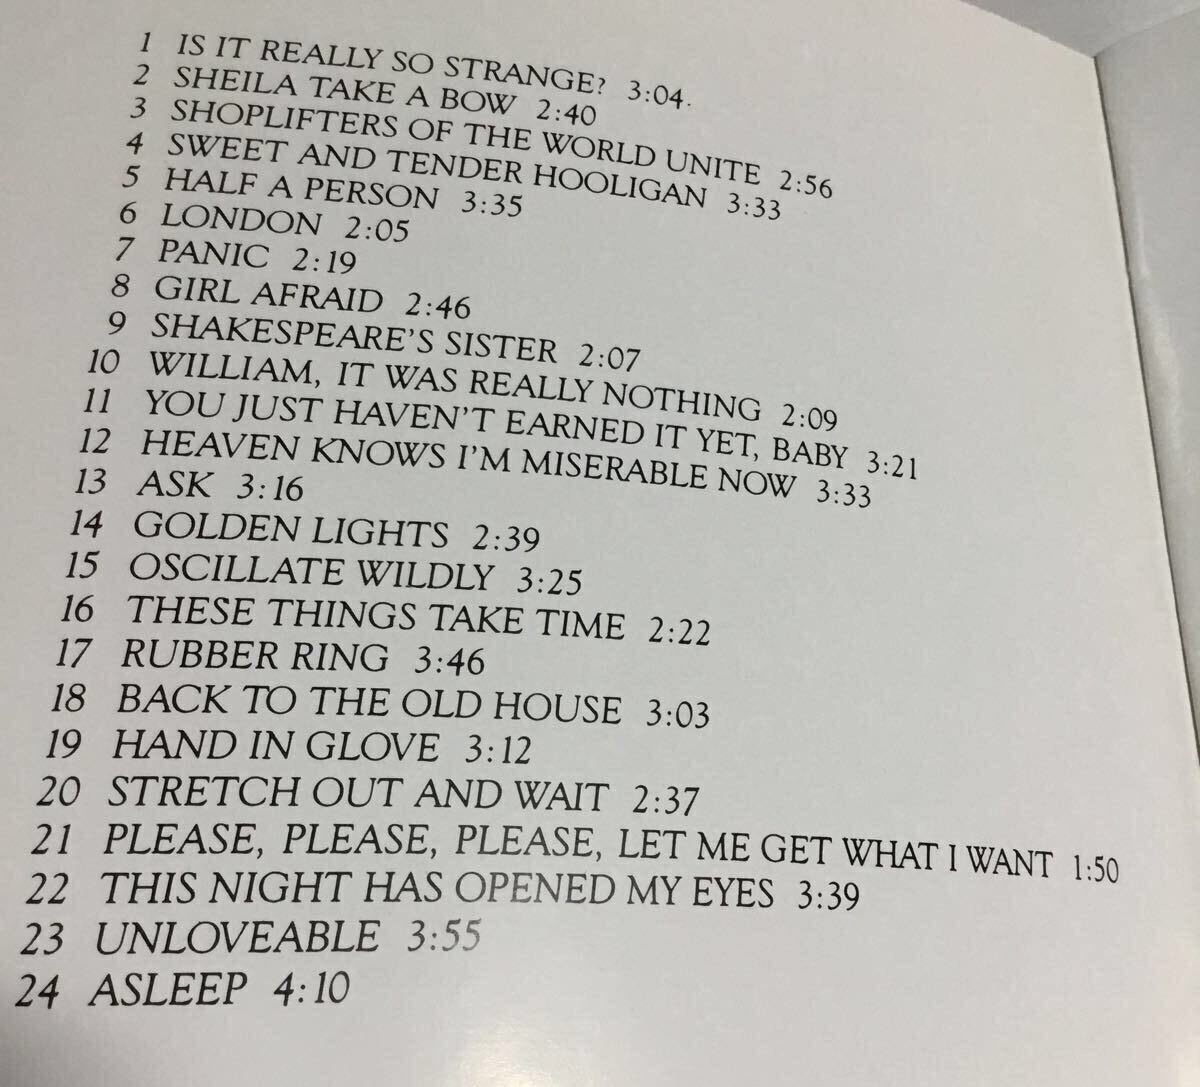 1 IS IT REALLY SO STRANGE? 3:04.
2 SHEILA TAKE A BOW 2:40
3 SHOPLIFTERS OF THE WORLD UNITE 2:56
4 SWEET AND TENDER HOOLIGAN 3:33
5 HALF A PERSON 3:35
6 LONDON 2:05
7 PANIC 2:19
8 GIRL AFRAID 2:46
9 SHAKESPEARE'S SISTER 2:07
10 WILLIAM, IT WAS REALLY NOTHING 2:09
11 YOU JUST HAVEN'T EARNED IT YET, BABY 3:21
12 HEAVEN KNOWS I'M MISERABLE NOW 3:33
13 ASK 3:16
14 GOLDEN LIGHTS 2:39
15 OSCILLATE WILDLY 3:25
16 THESE THINGS TAKE TIME 2:22
17 RUBBER RING 3:46
18 BACK TO THE OLD HOUSE 3:03
19 HAND IN GLOVE 3:12
20 STRETCH OUT AND WAIT 2:37
21 PLEASE, PLEASE, PLEASE, LET ME GET WHAT I WANT 1:50
22 THIS NIGHT HAS OPENED MY EYES 3:39
23 UNLOVEABLE 3:55
24 ASLEEP 4:10